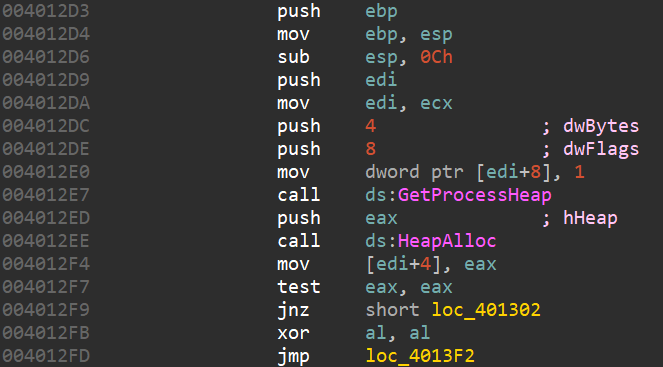 004012D3 push ebp
004012D4 mov ebp, esp
004012D6 sub esp, 0Ch
004012D9 push edi
004012DA mov edi, ecx
004012DC push 4 ; dwBytes
004012DE push 8 ; dwFlags
004012E0 mov dword ptr [edi+8], 1
004012E7 call ds:GetProcessHeap
004012ED push eax ; hHeap
004012EE call ds:HeapAlloc
004012F4 mov [edi+4], eax
004012F7 test eax, eax
004012F9 jnz short loc_401302
004012FB xor al, al
004012FD jmp loc_4013F2